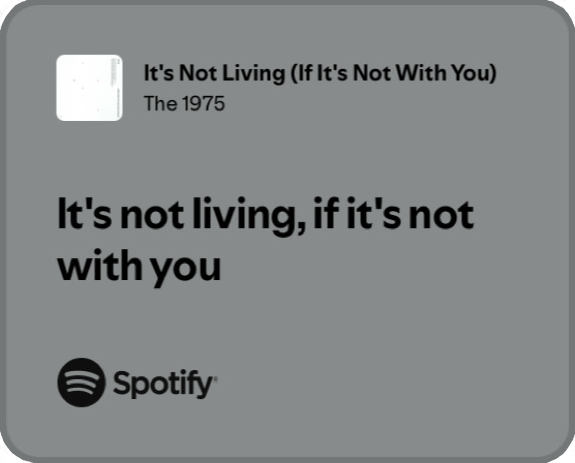 It's Not Living (If It's Not With You)
The 1975
It's not living, if it's not
with you
Spotify